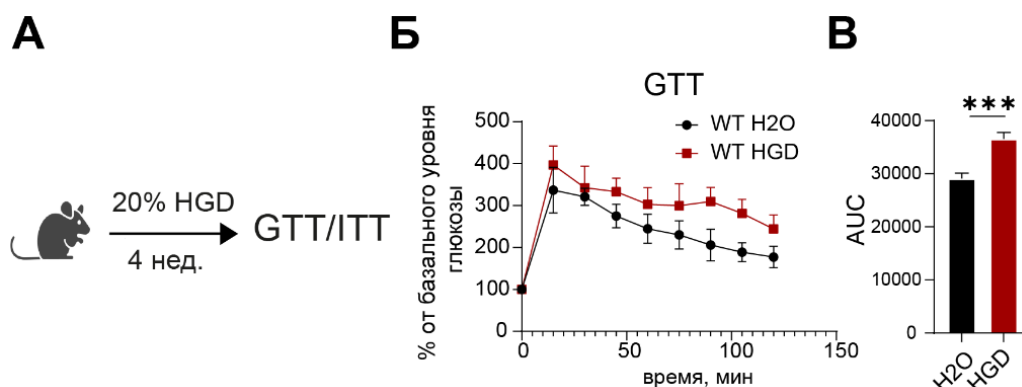 А
20% HGD
4 нед.
GTT/ITT
Б
GTT
WT H2O
WT HGD
% от базального уровня
глюкозы
500
400
300
200
100
0
0
50
100
150
время, мин
В
***
AUC
40000
30000
20000
10000
0
H2O
HGD